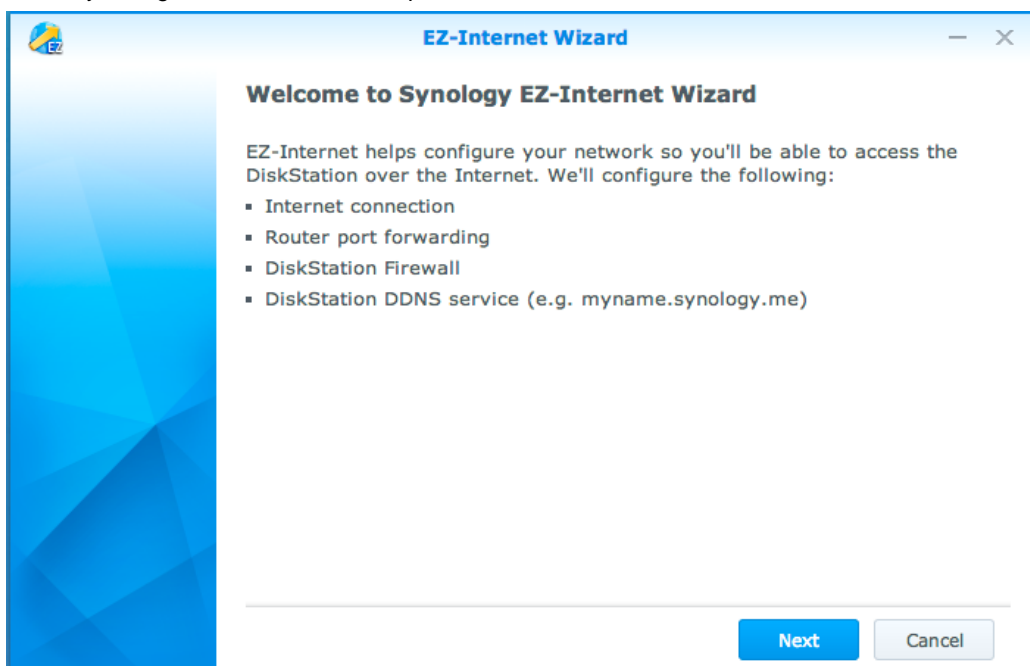 EZ-Internet Wizard
EZ
Welcome to Synology EZ-Internet Wizard
EZ-Internet helps configure your network so you'll be able to access the
DiskStation over the Internet. We'll configure the following:
▪ Internet connection
▪ Router port forwarding
▪ DiskStation Firewall
▪ DiskStation DDNS service (e.g. myname.synology.me)
Next Cancel